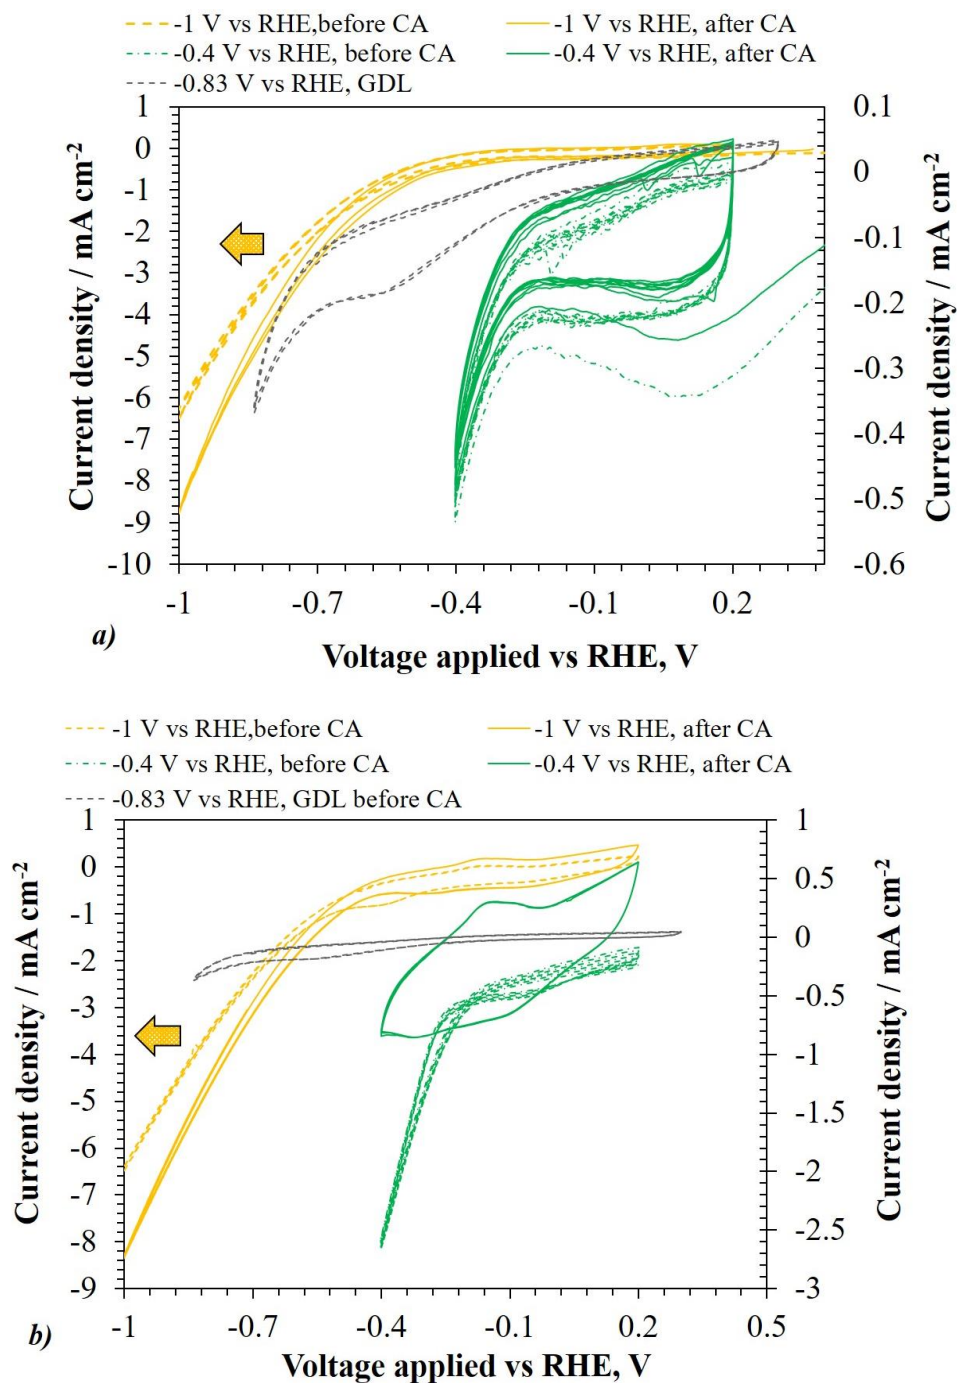 -1 V vs RHE,before CA
-1 V vs RHE, after CA
-0.4 V vs RHE, before CA
-0.4 V vs RHE, after CA
-0.83 V vs RHE, GDL
1
0
-1
-2
-3
-4
-5
-6
-7
-8
-9
-10
Current density / mA cm⁻²
0.1
0
-0.1
-0.2
-0.3
-0.4
-0.5
-0.6
Current density / mA cm⁻²
-1
-0.7
-0.4
-0.1
0.2
a)
Voltage applied vs RHE, V
-1 V vs RHE,before CA
-1 V vs RHE, after CA
-0.4 V vs RHE, before CA
-0.4 V vs RHE, after CA
-0.83 V vs RHE, GDL before CA
1
0
-1
-2
-3
-4
-5
-6
-7
-8
-9
Current density / mA cm⁻²
1
0.5
0
-0.5
-1
-1.5
-2
-2.5
-3
Current density / mA cm⁻²
-1
-0.7
-0.4
-0.1
0.2
0.5
b)
Voltage applied vs RHE, V